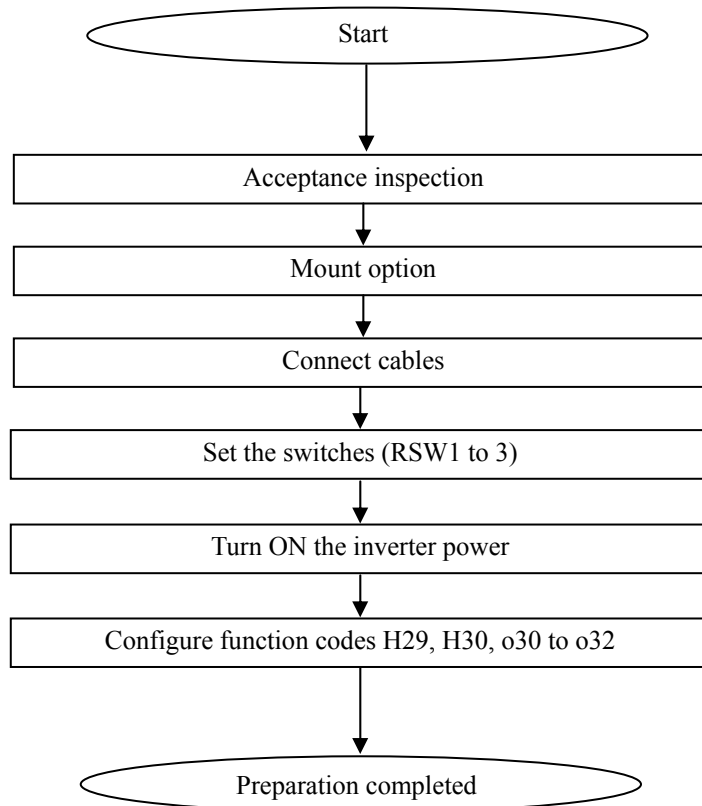 Start
Acceptance inspection
Mount option
Connect cables
Set the switches (RSW1 to 3)
Turn ON the inverter power
Configure function codes H29, H30, o30 to o32
Preparation completed